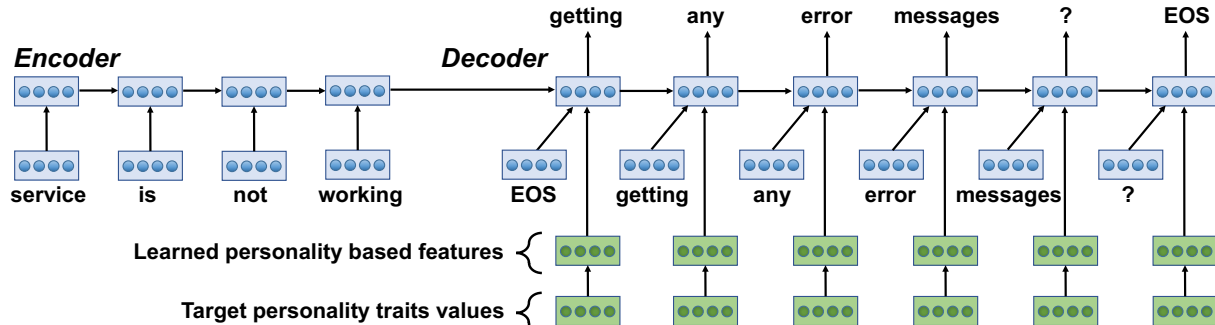 getting any error messages ? EOS
Encoder Decoder
service is not working EOS getting any error messages ?
Learned personality based features
Target personality traits values